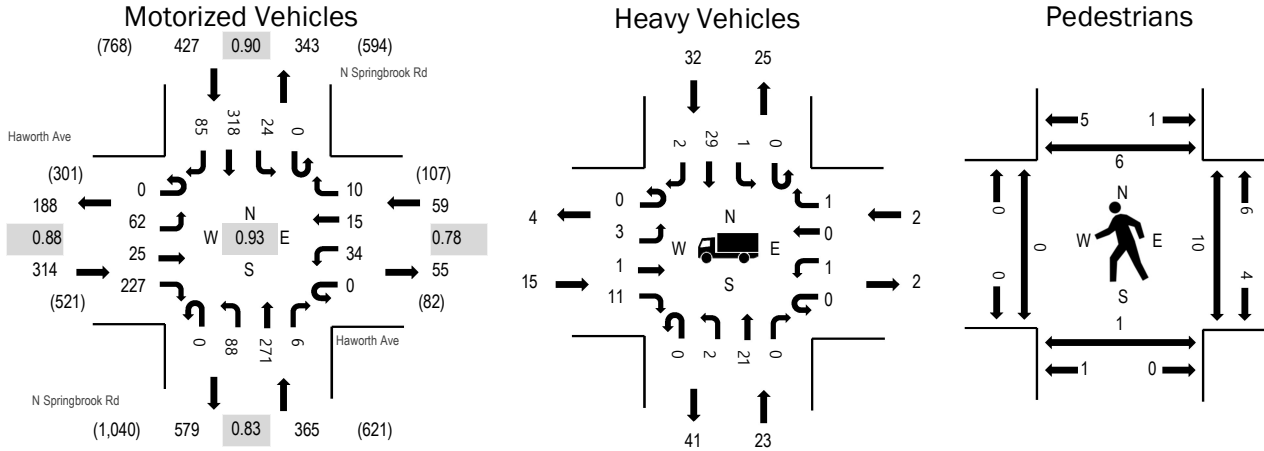 Motorized Vehicles
Heavy Vehicles
Pedestrians
(768) 427 0.90 343 (594)
N Springbrook Rd
Haworth Ave
85 318 24 0
(301)
188
0.88
314
(521)
0
62
25
227
N
W 0.93 E
S
10
15
34
0
(107)
59
0.78
55
(82)
0 88 271 6
Haworth Ave
N Springbrook Rd
(1,040) 579 0.83 365 (621)
32 25
2 29 1 0
4
15
0
3
1
11
N
W E
S
1
0
1
0
2
2
0 2 21 0
41 23
5 1
6
0
0
0
N
W E
S
10
6
4
1
1 0